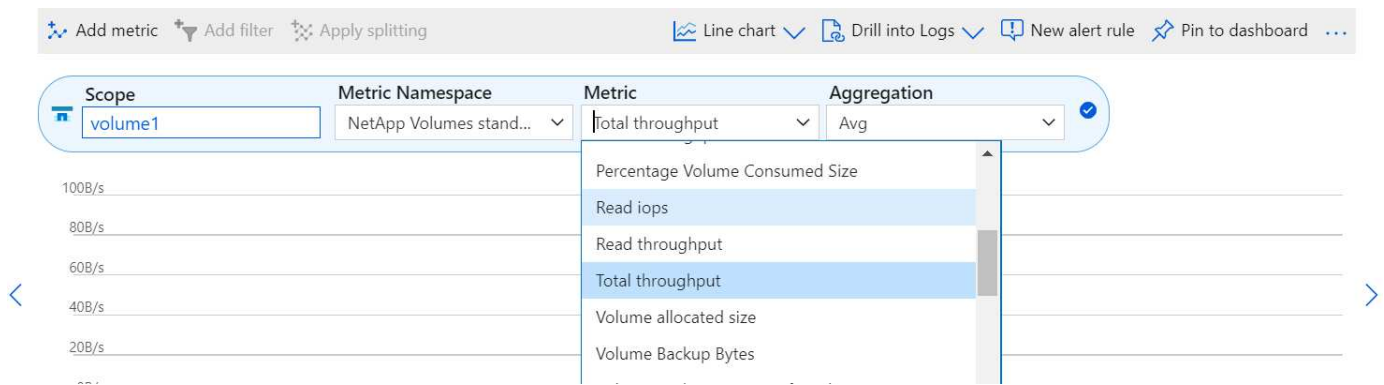 Add metric Add filter Apply splitting Line chart Drill into Logs New alert rule Pin to dashboard ...
Scope Metric Namespace Metric Aggregation
volume1 NetApp Volumes stand... Total throughput Avg
Percentage Volume Consumed Size
100B/s
Read iops
80B/s
Read throughput
60B/s
Total throughput
40B/s
Volume allocated size
20B/s
Volume Backup Bytes